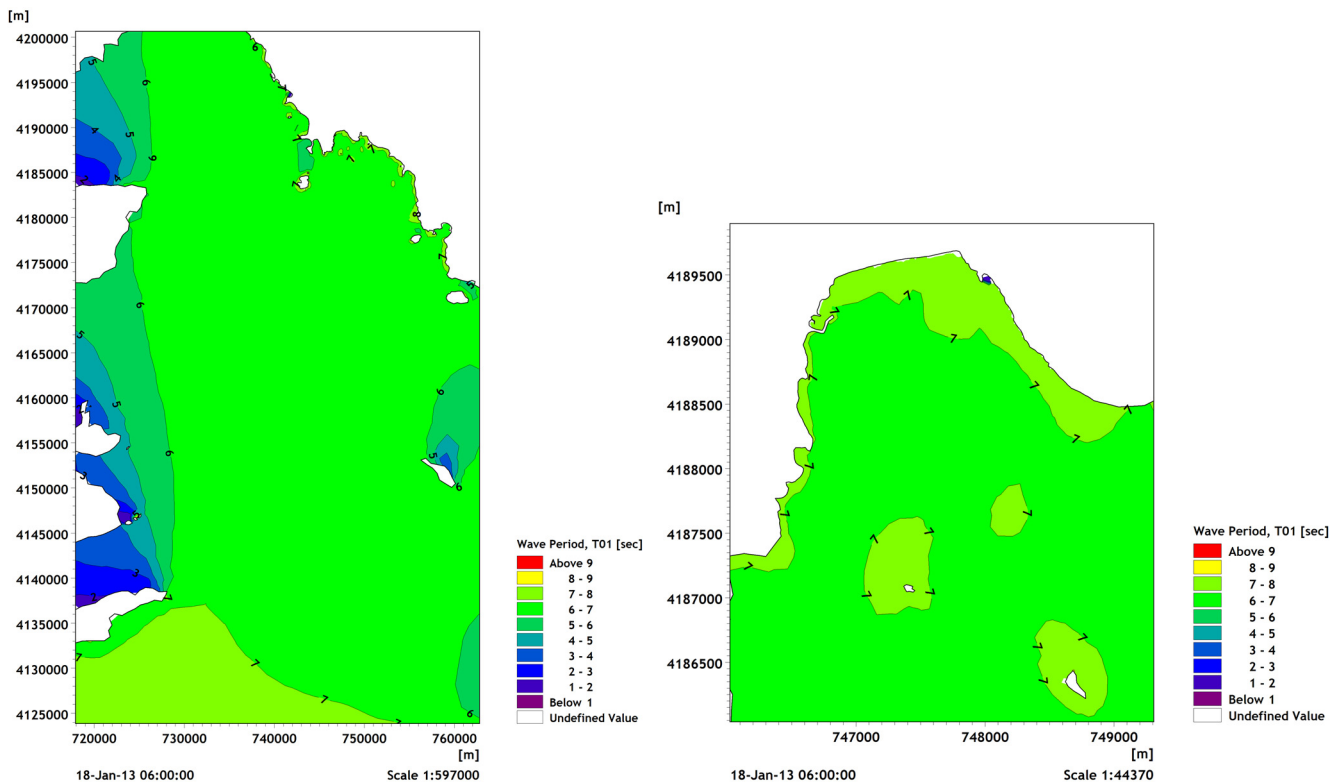 [m]
4200000
4195000
4190000
4185000
4180000
4175000
4170000
4165000
4160000
4155000
4150000
4145000
4140000
4135000
4130000
4125000
720000 730000 740000 750000 760000
[m]
18-Jan-13 06:00:00 Scale 1:597000
Wave Period, T01 [sec]
Above 9
8 - 9
7 - 8
6 - 7
5 - 6
4 - 5
3 - 4
2 - 3
1 - 2
Below 1
Undefined Value
[m]
4189500
4189000
4188500
4188000
4187500
4187000
4186500
747000 748000 749000
[m]
18-Jan-13 06:00:00 Scale 1:44370
Wave Period, T01 [sec]
Above 9
8 - 9
7 - 8
6 - 7
5 - 6
4 - 5
3 - 4
2 - 3
1 - 2
Below 1
Undefined Value